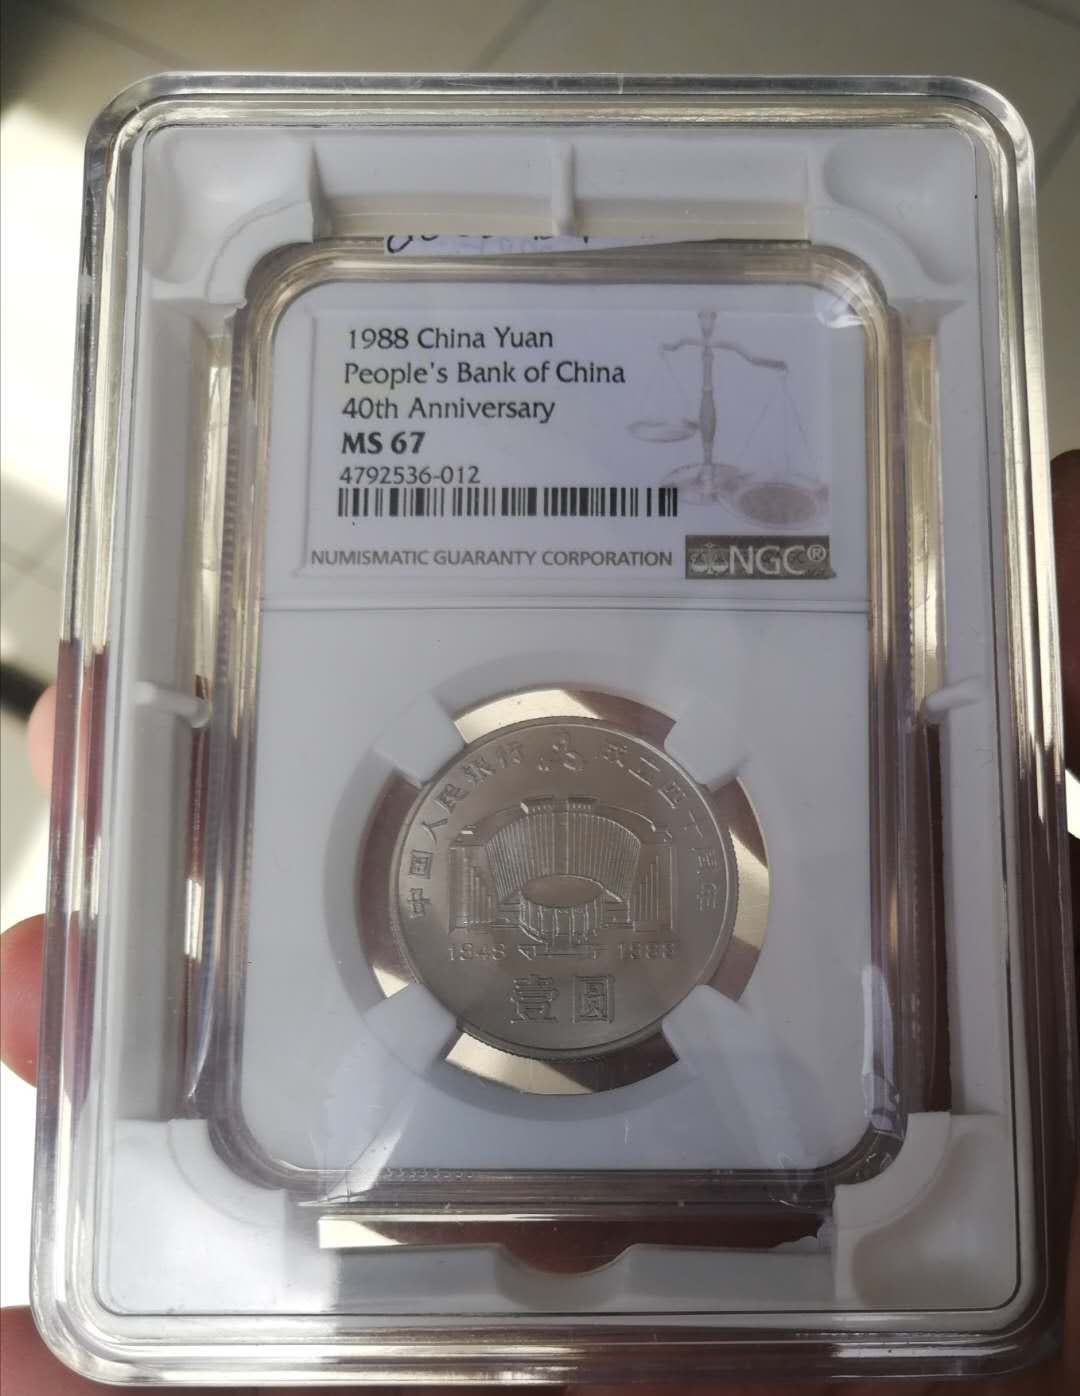 1988 China Yuan
People's Bank of China
40th Anniversary
MS 67
4792536-012
NUMISMATIC GUARANTY CORPORATION
NGC®
中国人民银行 成立四十周年
1948 1988
壹圆